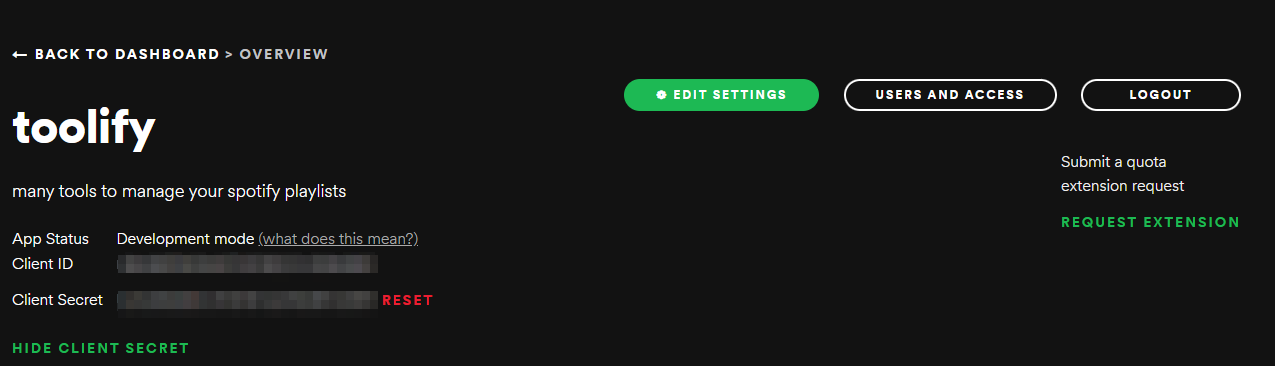 ← BACK TO DASHBOARD > OVERVIEW
EDIT SETTINGS
USERS AND ACCESS
LOGOUT
toolify
Submit a quota
extension request
many tools to manage your spotify playlists
REQUEST EXTENSION
App Status Development mode (what does this mean?)
Client ID
Client Secret RESET
HIDE CLIENT SECRET